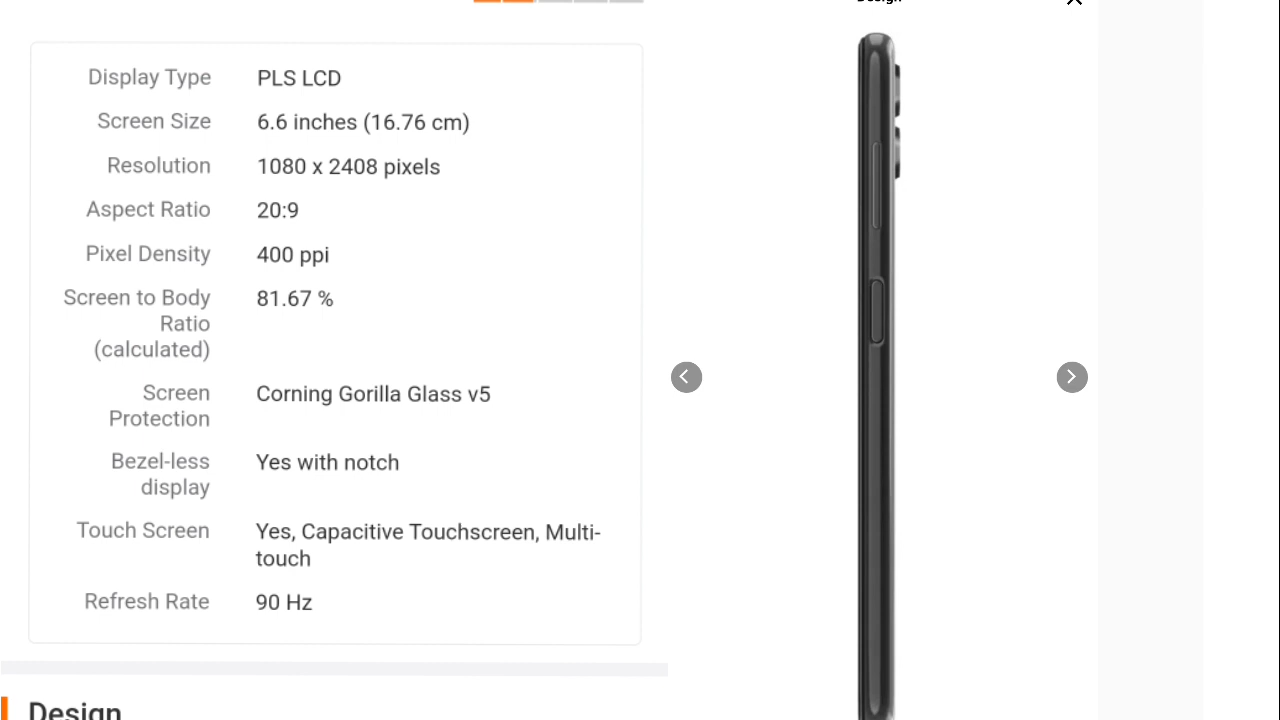 Design
Display Type PLS LCD
Screen Size 6.6 inches (16.76 cm)
Resolution 1080 x 2408 pixels
Aspect Ratio 20:9
Pixel Density 400 ppi
Screen to Body 81.67 %
Ratio
(calculated)
Screen Corning Gorilla Glass v5
Protection
Bezel-less Yes with notch
display
Touch Screen Yes, Capacitive Touchscreen, Multi-
touch
Refresh Rate 90 Hz
Design